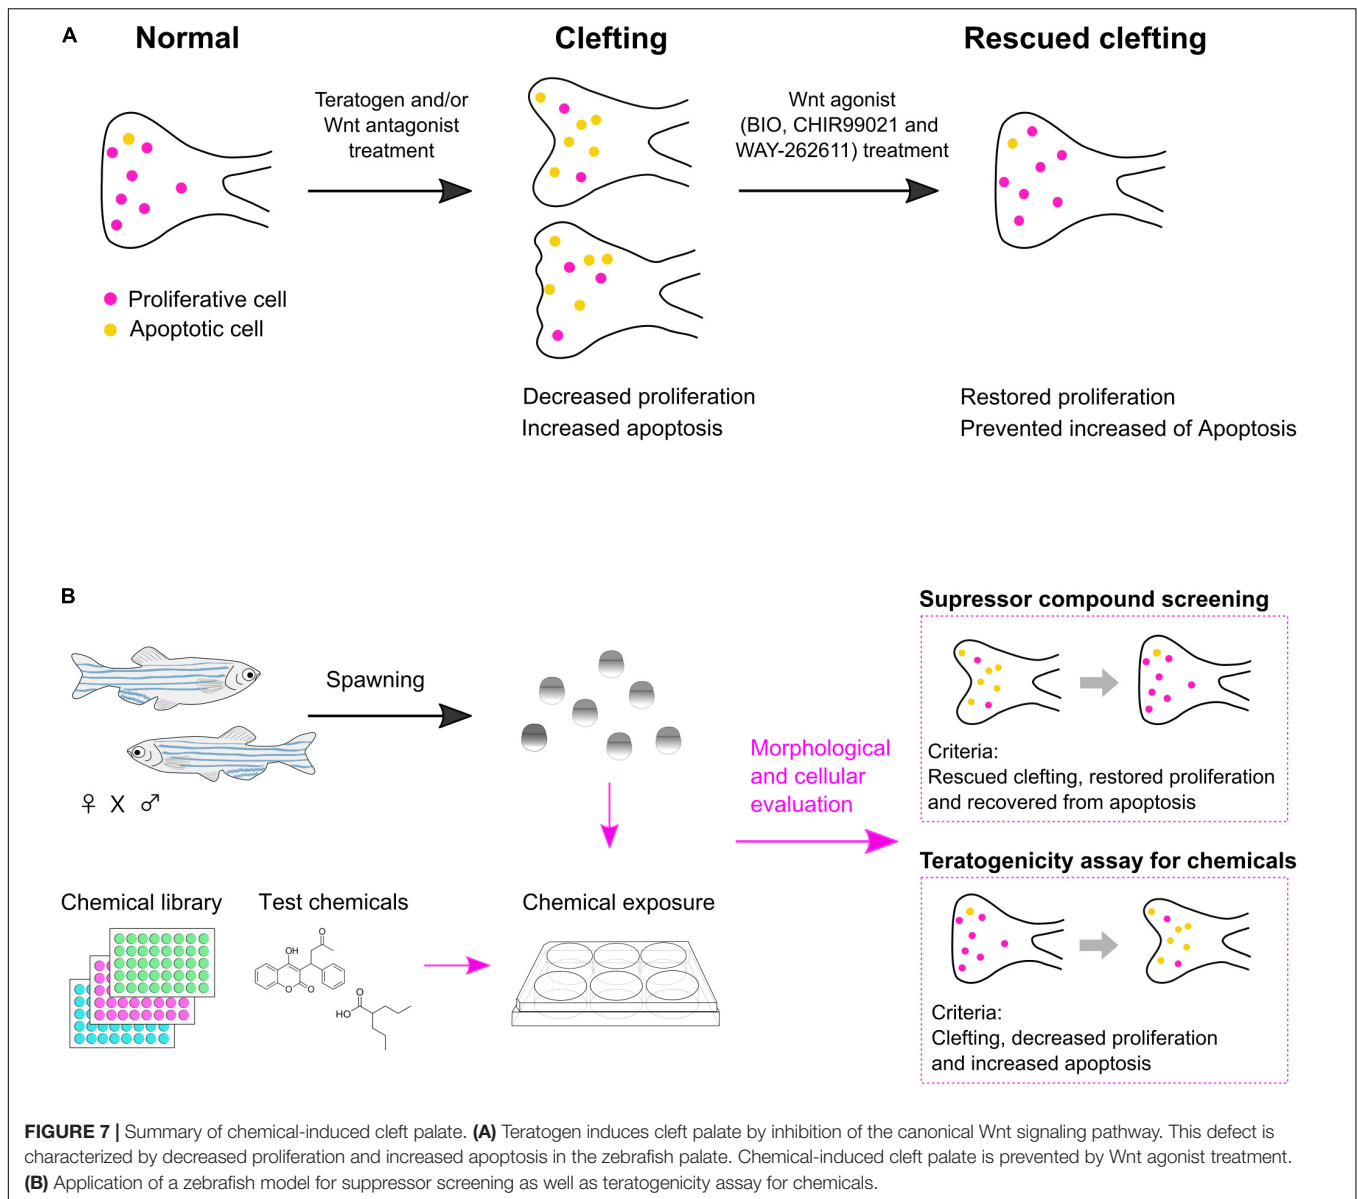 A
Normal
Clefting
Rescued clefting
Teratogen and/or
Wnt antagonist
treatment
Wnt agonist
(BIO, CHIR99021 and
WAY-262611) treatment
Proliferative cell
Apoptotic cell
Decreased proliferation
Increased apoptosis
Restored proliferation
Prevented increased of Apoptosis
B
Spawning
♀ X ♂
Morphological
and cellular
evaluation
Supressor compound screening
Criteria:
Rescued clefting, restored proliferation
and recovered from apoptosis
Teratogenicity assay for chemicals
Criteria:
Clefting, decreased proliferation
and increased apoptosis
Chemical library
Test chemicals
Chemical exposure
O
OH
O
O
O
HO
FIGURE 7 | Summary of chemical-induced cleft palate. (A) Teratogen induces cleft palate by inhibition of the canonical Wnt signaling pathway. This defect is
characterized by decreased proliferation and increased apoptosis in the zebrafish palate. Chemical-induced cleft palate is prevented by Wnt agonist treatment.
(B) Application of a zebrafish model for suppressor screening as well as teratogenicity assay for chemicals.